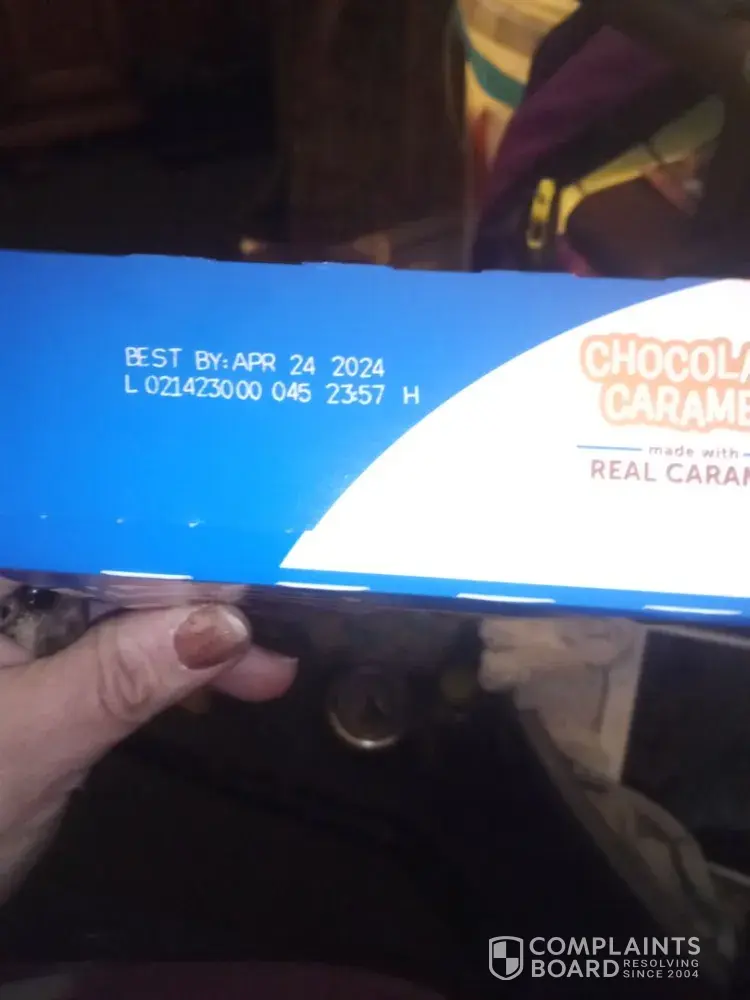 BEST BY: APR 24 2024
L 021423000 045 23:57 H
CHOCOLA
CARAME
made with
REAL CARAM
COMPLAINTS
BOARD RESOLVING
SINCE 2004